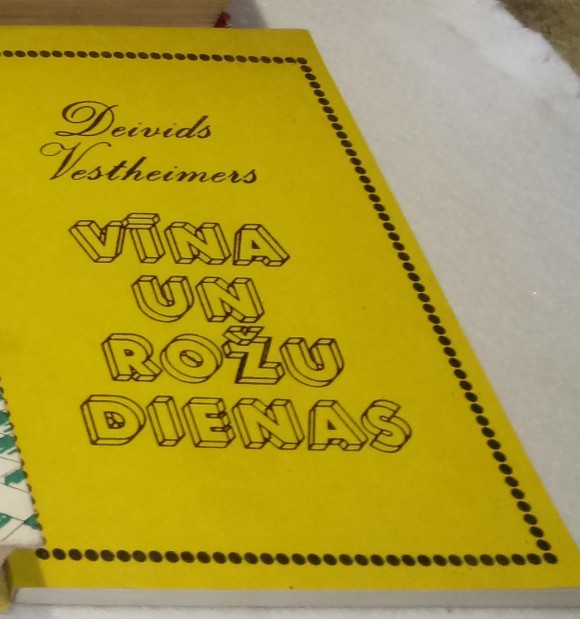 Deivids
Vestheimers
VĪNA
UN
ROŽU
DIENAS